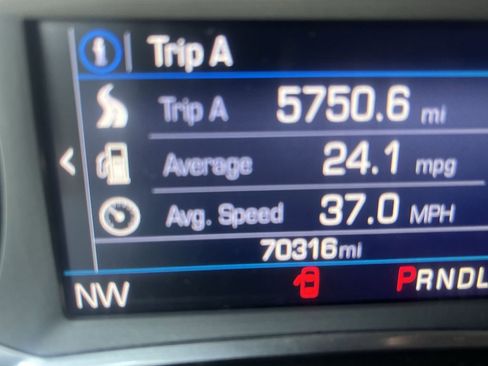 Trip A
Trip A 5750.6 mi
Average 24.1 mpg
Avg. Speed 37.0 MPH
70316mi
NW PRNDL